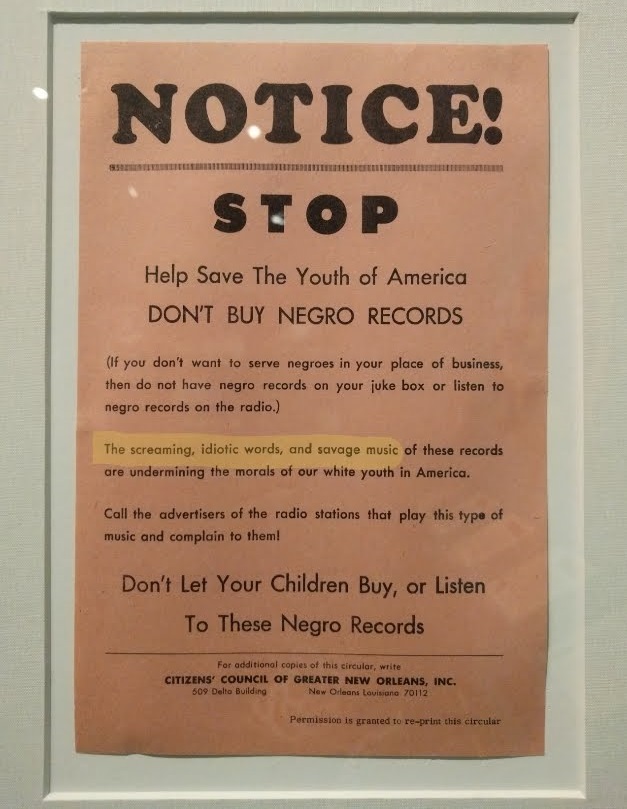 NOTICE!
STOP
Help Save The Youth of America
DON'T BUY NEGRO RECORDS
(If you don't want to serve negroes in your place of business,
then do not have negro records on your juke box or listen to
negro records on the radio.)
The screaming, idiotic words, and savage music of these records
are undermining the morals of our white youth in America.
Call the advertisers of the radio stations that play this type of
music and complain to them!
Don't Let Your Children Buy, or Listen
To These Negro Records
For additional copies of this circular, write
CITIZENS' COUNCIL OF GREATER NEW ORLEANS, INC.
509 Delta Building New Orleans Louisiana 70112
Permission is granted to re-print this circular